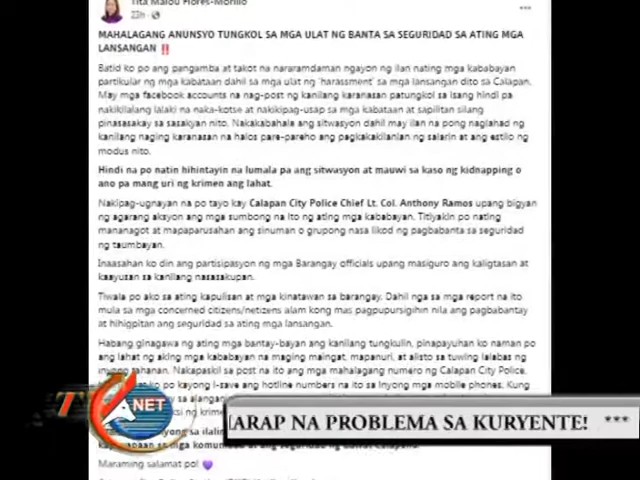 Tita Malou Flores-Morillo
23h
MAHALAGANG ANUNSYO TUNGKOL SA MGA ULAT NG BANTA SA SEGURIDAD SA ATING MGA
LANSANGAN ‼️
Batid ko po ang pangamba at takot na nararamdaman ngayon ng ilan nating mga kababayan
partikular ng mga kabataan dahil sa mga ulat ng 'harassment' sa mga lansangan dito sa Calapan.
May mga facebook accounts na nag-post ng kanilang karanasan patungkol sa isang hindi pa
nakikilalang lalaki na naka-kotse at nakikipag-usap sa mga kabataan at sapilitan silang
pinasasakay sa sasakyan nito. Nakakabahala ang sitwasyon dahil may ilan na pong naglahad ng
kanilang naging karanasan na halos pare-pareho ang pagkakakilanlan ng salarin at ang estilo ng
modus nito.
Hindi na po natin hihintayin na lumala pa ang sitwasyon at mauwi sa kaso ng kidnapping o
ano pa mang uri ng krimen ang lahat.
Nakipag-ugnayan na po tayo kay Calapan City Police Chief Lt. Col. Anthony Ramos upang bigyan
ng agarang aksyon ang mga sumbong na ito ng ating mga kababayan. Titiyakin po nating
mananagot at mapaparusahan ang sinuman o grupong nasa likod ng pagbabanta sa seguridad
ng taumbayan.
Inaasahan ko din ang partisipasyon ng mga Barangay officials upang masiguro ang kaligtasan at
kaayusan sa kanilang nasasakupan.
Tiwala po ako sa ating kapulisan at mga kinatawan sa barangay. Dahil nga sa mga report na ito
mula sa mga concerned citizens/netizens alam kong mas pagpupursigihin nila ang pagbabantay
at hihigpitan ang seguridad sa ating mga lansangan.
Habang ginagawa ng ating mga bantay-bayan ang kanilang tungkulin, pinapayuhan ko naman po
ang lahat ng aking mga kababayan na maging maingat, mapanuri, at alisto sa tuwing lalabas ng
inyong tahanan. Nakapaskil sa post na ito ang mga mahalagang numero ng Calapan City Police.
ko po kayong i-save ang hotline numbers na ito sa inyong mga mobile phones. Kung
NET
ARAP NA PROBLEMA SA KURYENTE! ***
Maraming salamat po! 💜